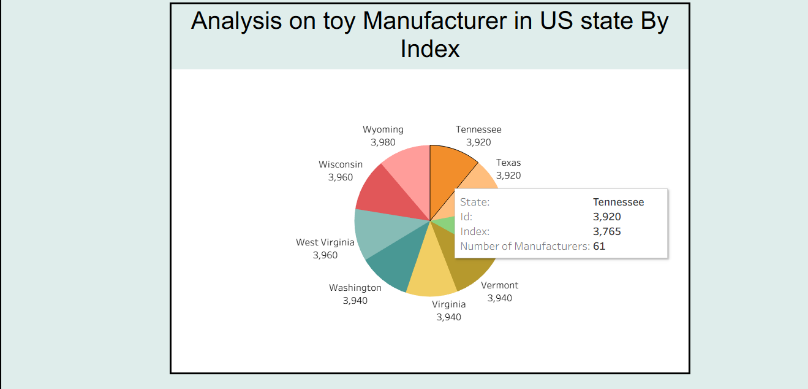 Analysis on toy Manufacturer in US state By
Index
Wyoming
3,980
Tennessee
3,920
Texas
3,920
Wisconsin
3,960
State: Tennessee
Id: 3,920
Index: 3,765
Number of Manufacturers: 61
West Virginia
3,960
Washington
3,940
Vermont
3,940
Virginia
3,940